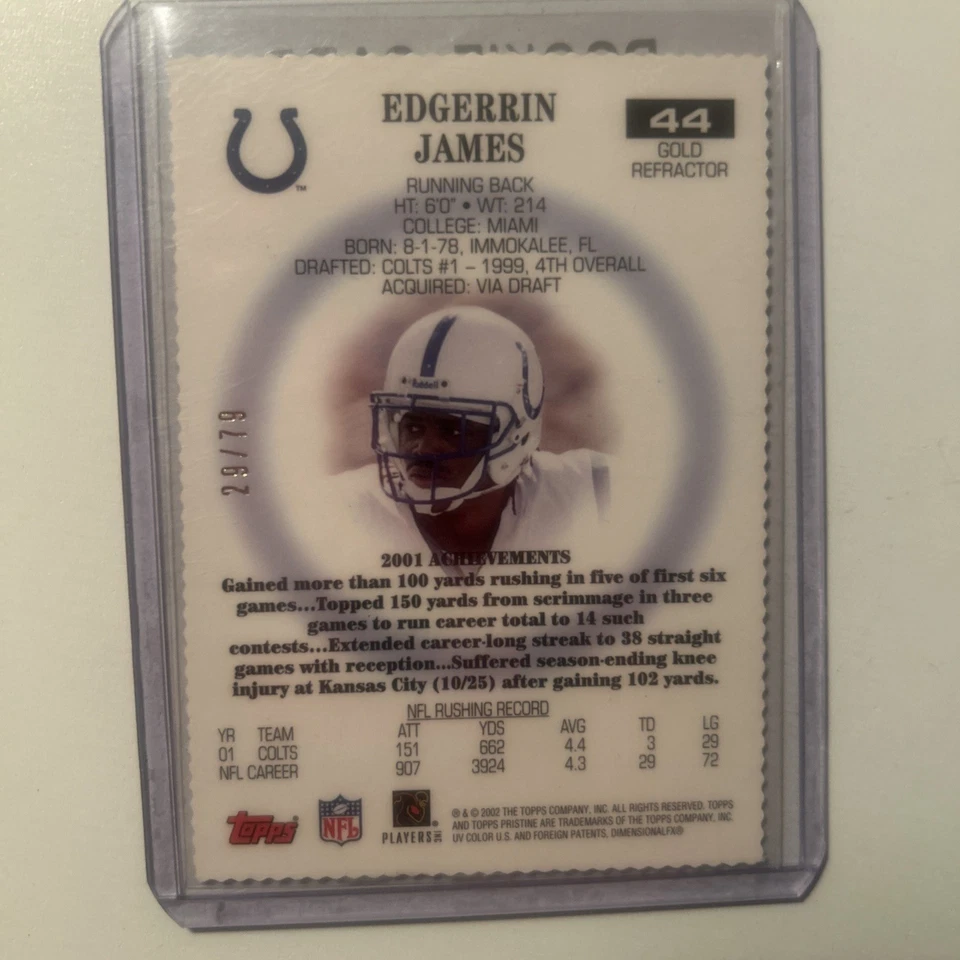 EDGERRIN
JAMES
44
GOLD
REFRACTOR
TM
RUNNING BACK
HT: 6'0" • WT: 214
COLLEGE: MIAMI
BORN: 8-1-78, IMMOKALEE, FL
DRAFTED: COLTS #1 – 1999, 4TH OVERALL
ACQUIRED: VIA DRAFT
Riddell
29/79
2001 ACHIEVEMENTS
Gained more than 100 yards rushing in five of first six
games...Topped 150 yards from scrimmage in three
games to run career total to 14 such
contests...Extended career-long streak to 38 straight
games with reception...Suffered season-ending knee
injury at Kansas City (10/25) after gaining 102 yards.
NFL RUSHING RECORD
YR TEAM ATT YDS AVG TD LG
01 COLTS 151 662 4.4 3 29
NFL CAREER 907 3924 4.3 29 72
topps
NFL
PLAYERS INC
® & © 2002 THE TOPPS COMPANY, INC. ALL RIGHTS RESERVED. TOPPS
AND TOPPS PRISTINE ARE TRADEMARKS OF THE TOPPS COMPANY, INC.
UV COLOR U.S. AND FOREIGN PATENTS, DIMENSIONALFX®